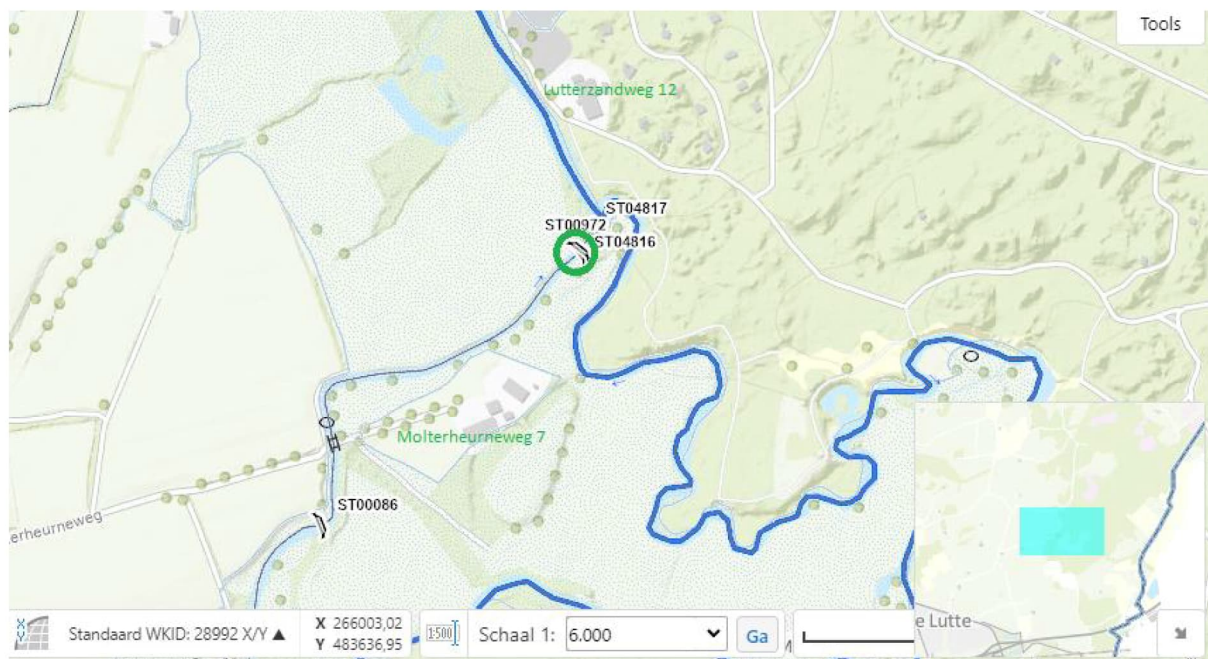 Tools
Lutterzandweg 12
ST04817
ST00972
ST04816
Molterheurneweg 7
ST00086
erheurneweg
Standaard WKID: 28992 X/Y ▲
X 266003,02
Y 483636,95
1:500
Schaal 1: 6.000
Ga
e Lutte